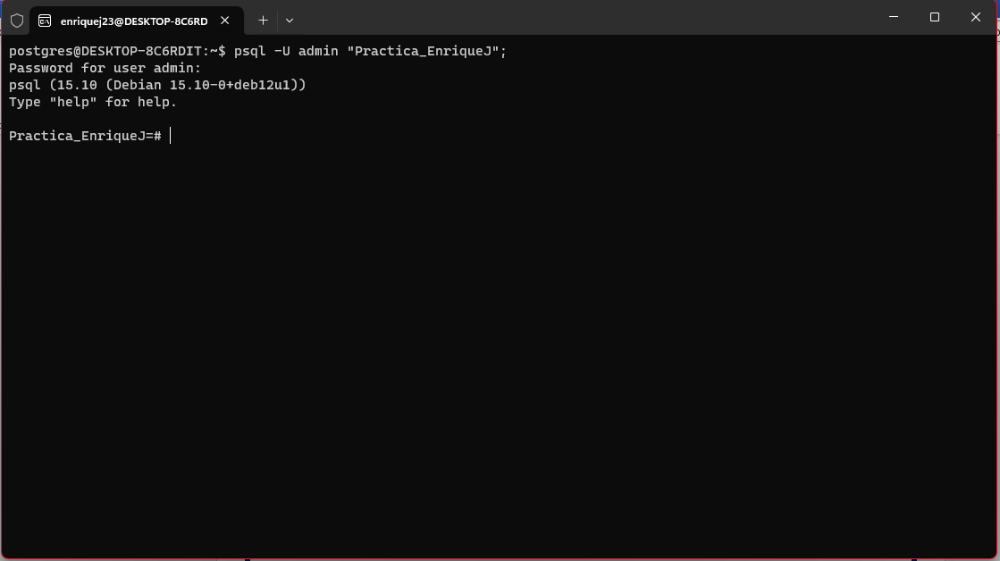 enriquej23@DESKTOP-8C6RD
postgres@DESKTOP-8C6RDIT:~$ psql -U admin "Practica_EnriqueJ";
Password for user admin:
psql (15.10 (Debian 15.10-0+deb12u1))
Type "help" for help.
Practica_EnriqueJ=#